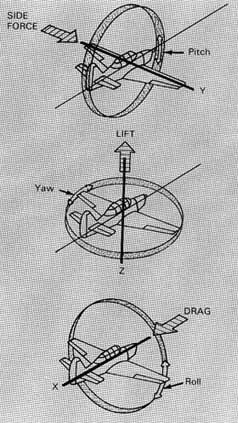 SIDE
FORCE
Pitch
Y
LIFT
Yaw
Z
DRAG
X
Roll